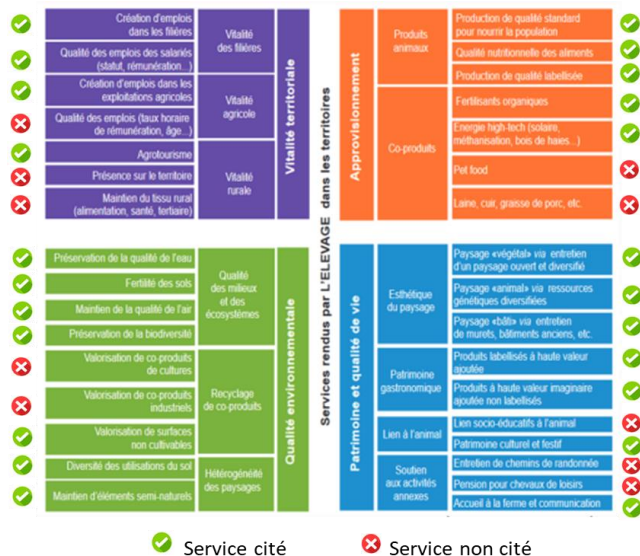 Création d'emplois
dans les filières
Qualité des emplois des salariés
(statut, rémunération...)
Vitalité
des filières
Création d'emplois dans les
exploitations agricoles
Qualité des emplois (taux horaire
de rémunération, âge...)
Vitalité
agricole
Agrotourisme
Présence sur le territoire
Maintien du tissu rural
(alimentation, santé, tertiaire)
Vitalité
rurale
Vitalité territoriale
Services rendus par L'ELEVAGE dans les territoires
Approvisionnement
Produits
animaux
Production de qualité standard
pour nourrir la population
Qualité nutritionnelle des aliments
Production de qualité labellisée
Co-produits
Fertilisants organiques
Energie high-tech (solaire,
méthanisation, bois de haies...)
Pet food
Laine, cuir, graisse de porc, etc.
Préservation de la qualité de l'eau
Fertilité des sols
Maintien de la qualité de l'air
Préservation de la biodiversité
Qualité
des milieux
et des
écosystèmes
Valorisation de co-produits
de cultures
Valorisation de co-produits
industriels
Valorisation de surfaces
non cultivables
Recyclage
de co-produits
Diversité des utilisations du sol
Maintien d'éléments semi-naturels
Hétérogénéité
des paysages
Qualité environnementale
Patrimoine et qualité de vie
Esthétique
du paysage
Paysage «végétal» via entretien
d'un paysage ouvert et diversifié
Paysage «animal» via ressources
génétiques diversifiées
Paysage «bâti» via entretien
de murets, bâtiments anciens, etc.
Patrimoine
gastronomique
Produits labellisés à haute valeur
ajoutée
Produits à haute valeur imaginaire
ajoutée non labellisés
Lien à l'animal
Lien socio-éducatifs à l'animal
Patrimoine culturel et festif
Soutien
aux activités
annexes
Entretien de chemins de randonnée
Pension pour chevaux de loisirs
Accueil à la ferme et communication
Service cité
Service non cité